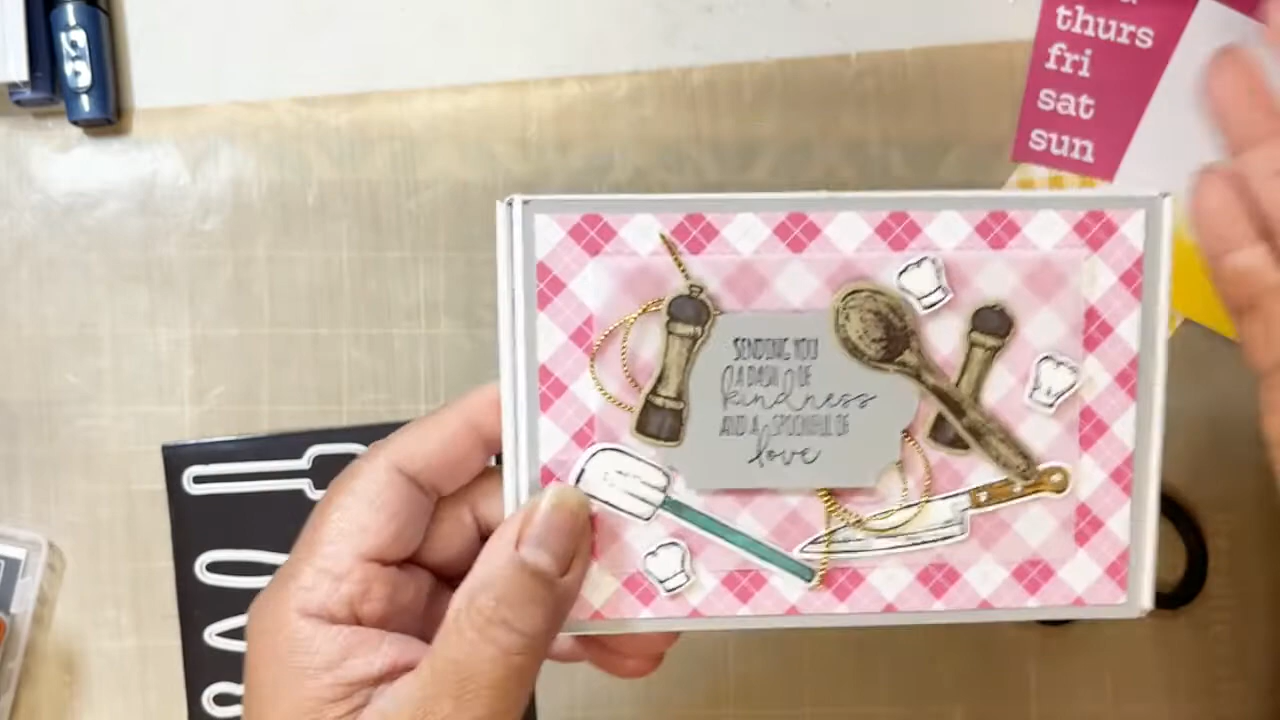 thurs
fri
sat
sun
SENDING YOU
A DASH OF
kindness
AND A SPOONFUL OF
love